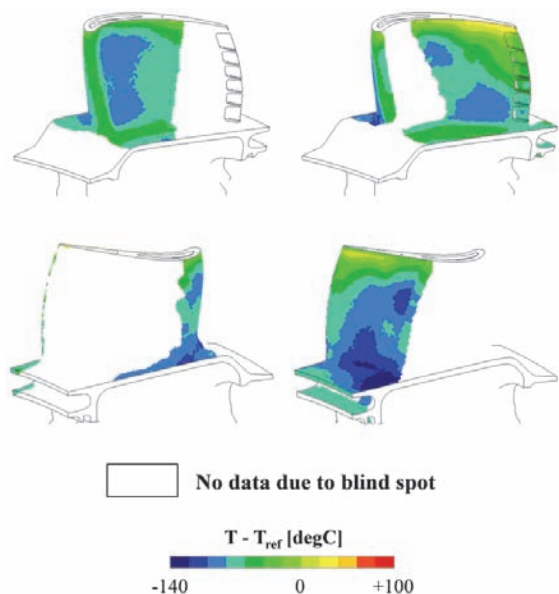 No data due to blind spot
T - Tref [degC]
-140 0 +100